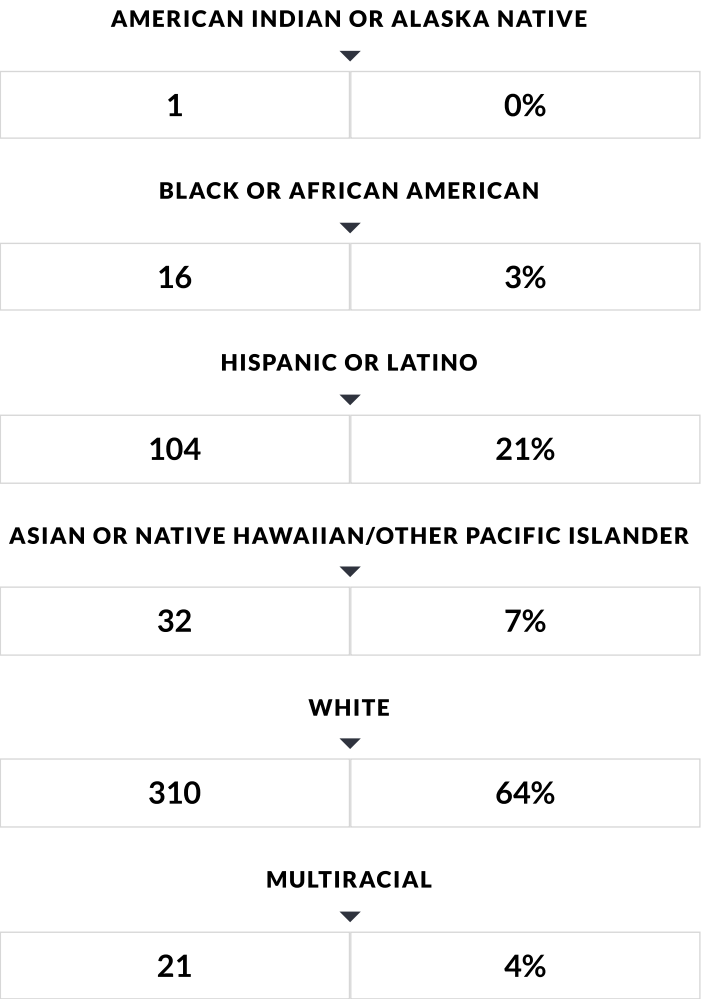 AMERICAN INDIAN OR ALASKA NATIVE
1 0%
BLACK OR AFRICAN AMERICAN
16 3%
HISPANIC OR LATINO
104 21%
ASIAN OR NATIVE HAWAIIAN/OTHER PACIFIC ISLANDER
32 7%
WHITE
310 64%
MULTIRACIAL
21 4%